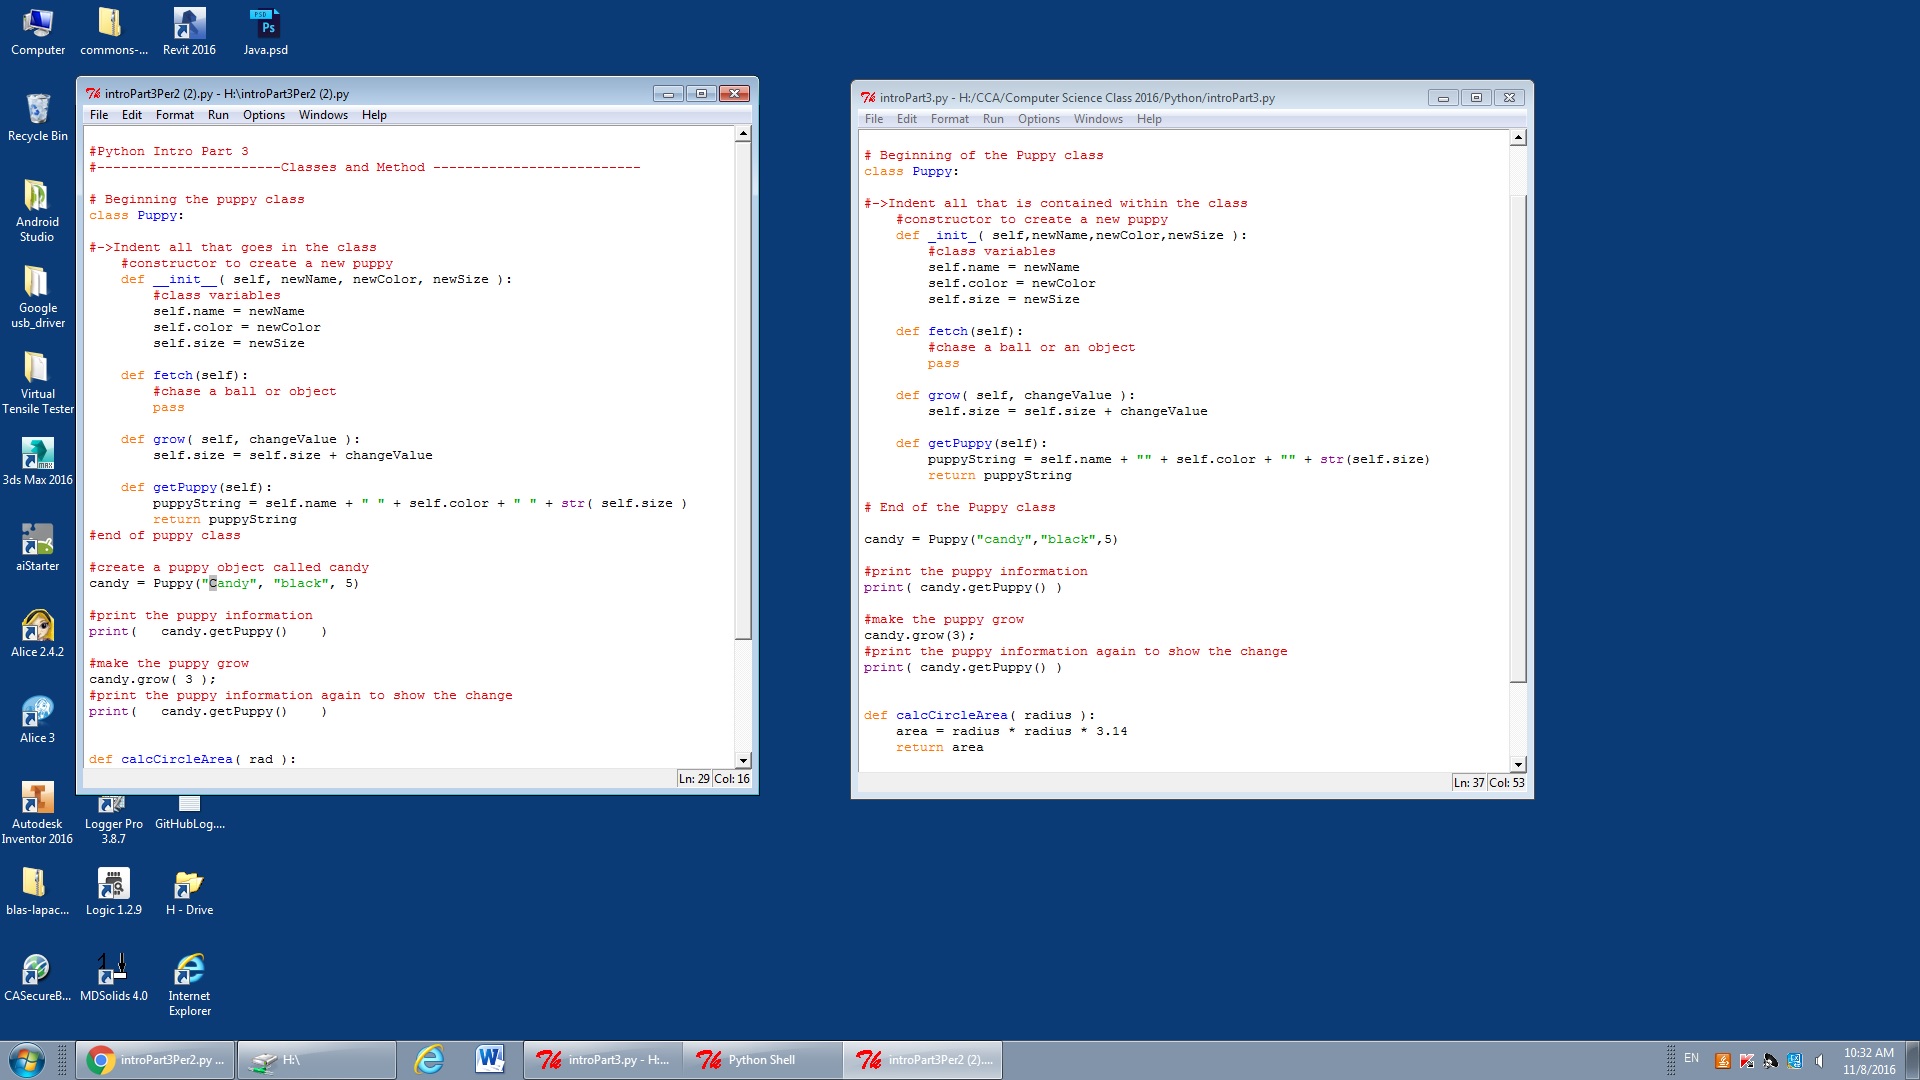 Computer
commons-...
Revit 2016
PSD
Ps
Java.psd
Recycle Bin
Android
Studio
Google
usb_driver
Virtual
Tensile Tester
3ds Max 2016
aiStarter
Alice 2.4.2
Alice 3
Autodesk
Inventor 2016
Logger Pro
3.8.7
GitHubLog....
blas-lapac...
Logic 1.2.9
H - Drive
CASecureB...
MDSolids 4.0
Internet
Explorer
introPart3Per2 (2).py - H:\introPart3Per2 (2).py
File Edit Format Run Options Windows Help
#Python Intro Part 3
#-----------------------Classes and Method --------------------------
# Beginning the puppy class
class Puppy:
#->Indent all that goes in the class
    #constructor to create a new puppy
    def __init__( self, newName, newColor, newSize ):
        #class variables
        self.name = newName
        self.color = newColor
        self.size = newSize
    def fetch(self):
        #chase a ball or object
        pass
    def grow( self, changeValue ):
        self.size = self.size + changeValue
    def getPuppy(self):
        puppyString = self.name + " " + self.color + " " + str( self.size )
        return puppyString
#end of puppy class
#create a puppy object called candy
candy = Puppy("Candy", "black", 5)
#print the puppy information
print(   candy.getPuppy()    )
#make the puppy grow
candy.grow( 3 );
#print the puppy information again to show the change
print(   candy.getPuppy()    )
def calcCircleArea( rad ):
Ln: 29 Col: 16
introPart3.py - H:/CCA/Computer Science Class 2016/Python/introPart3.py
File Edit Format Run Options Windows Help
# Beginning of the Puppy class
class Puppy:
#->Indent all that is contained within the class
    #constructor to create a new puppy
    def _init_( self,newName,newColor,newSize ):
        #class variables
        self.name = newName
        self.color = newColor
        self.size = newSize
    def fetch(self):
        #chase a ball or an object
        pass
    def grow( self, changeValue ):
        self.size = self.size + changeValue
    def getPuppy(self):
        puppyString = self.name + "" + self.color + "" + str(self.size)
        return puppyString
# End of the Puppy class
candy = Puppy("candy","black",5)
#print the puppy information
print( candy.getPuppy() )
#make the puppy grow
candy.grow(3);
#print the puppy information again to show the change
print( candy.getPuppy() )
def calcCircleArea( radius ):
    area = radius * radius * 3.14
    return area
Ln: 37 Col: 53
introPart3Per2.py ...
H:\
introPart3.py - H:...
Python Shell
introPart3Per2 (2)....
EN
10:32 AM
11/8/2016